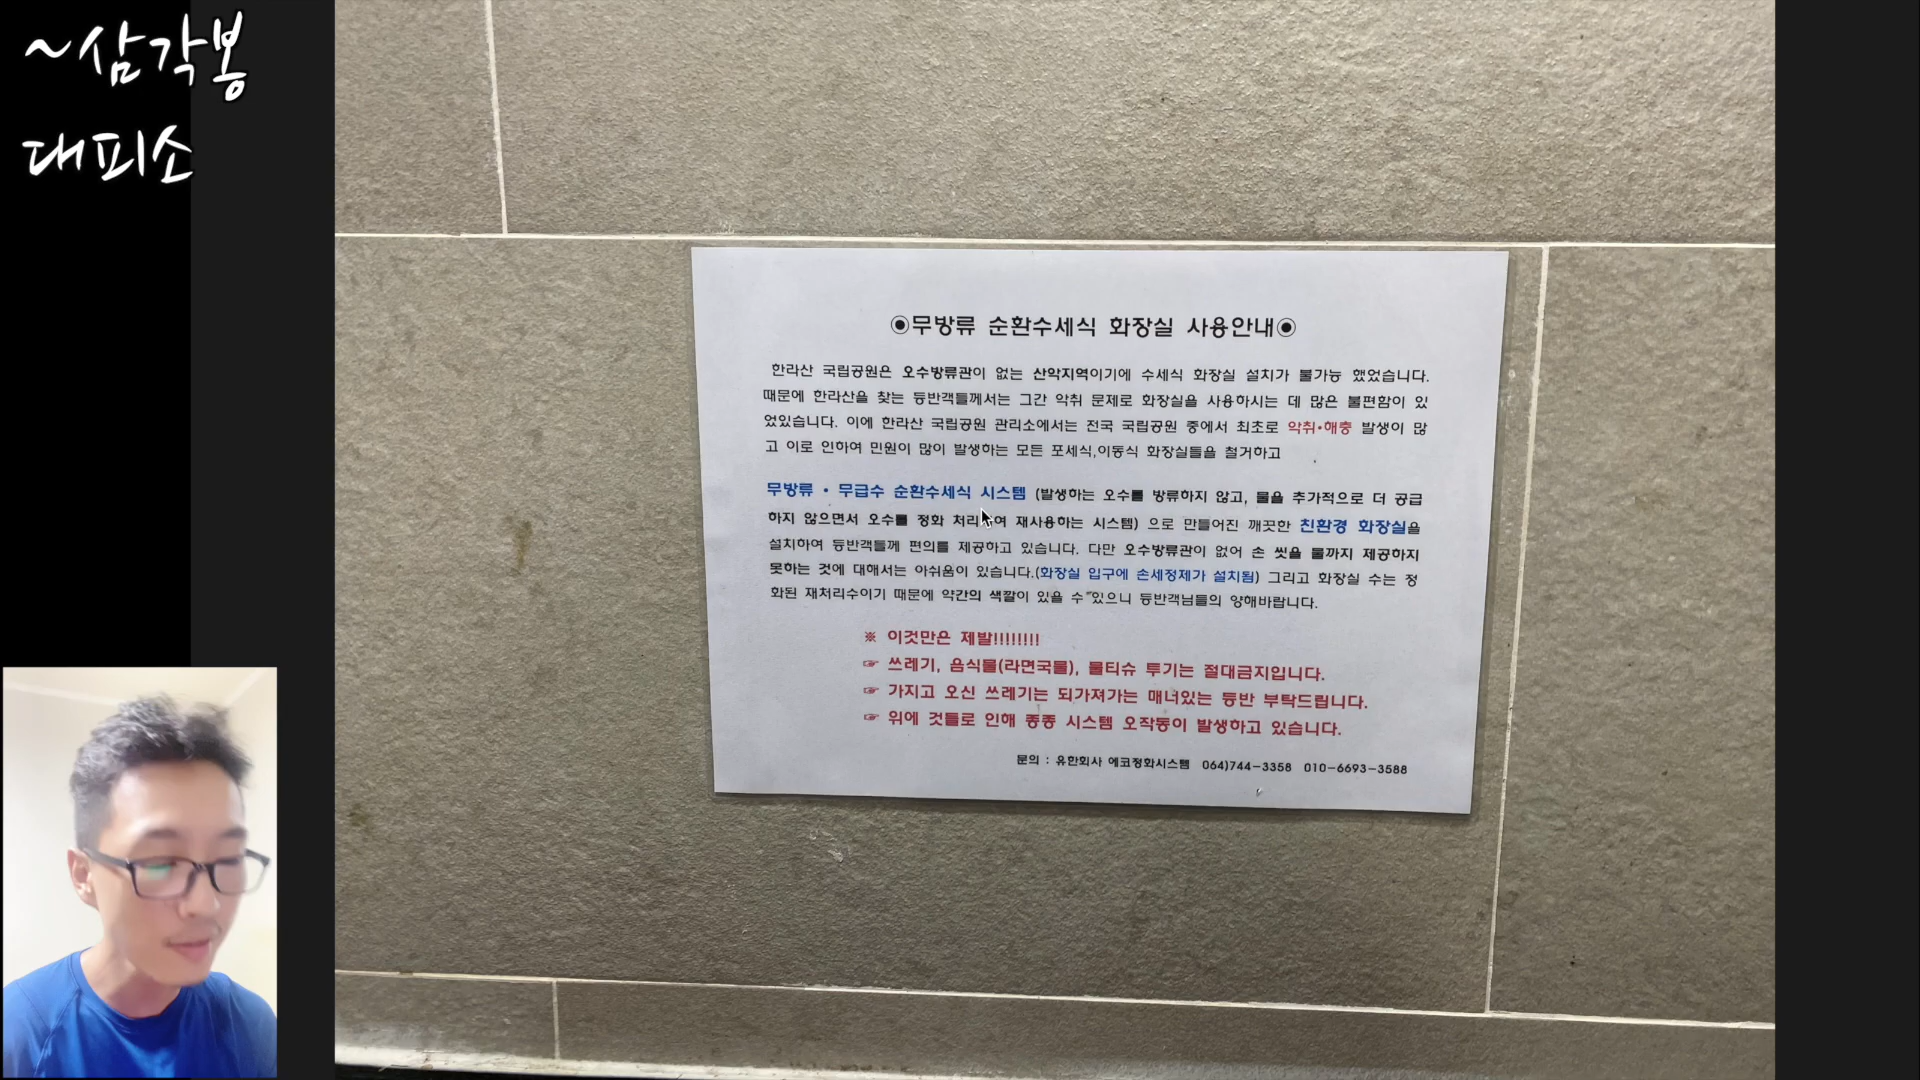 ~삼각봉
대피소
◉무방류 순환수세식 화장실 사용안내◉
한라산 국립공원은 오수방류관이 없는 산악지역이기에 수세식 화장실 설치가 불가능 했었습니다.
때문에 한라산을 찾는 등반객들께서는 그간 악취 문제로 화장실을 사용하시는 데 많은 불편함이 있
었있습니다. 이에 한라산 국립공원 관리소에서는 전국 국립공원 중에서 최초로 악취•해충 발생이 많
고 이로 인하여 민원이 많이 발생하는 모든 포세식,이동식 화장실들을 철거하고
무방류 • 무급수 순환수세식 시스템 (발생하는 오수를 방류하지 않고, 물을 추가적으로 더 공급
하지 않으면서 오수를 정화 처리하여 재사용하는 시스템) 으로 만들어진 깨끗한 친환경 화장실을
설치하여 등반객들께 편의를 제공하고 있습니다. 다만 오수방류관이 없어 손 씻을 물까지 제공하지
못하는 것에 대해서는 아쉬움이 있습니다.(화장실 입구에 손세정제가 설치됨) 그리고 화장실 수는 정
화된 재처리수이기 때문에 약간의 색깔이 있을 수 있으니 등반객님들의 양해바랍니다.
※ 이것만은 제발!!!!!!!!
☞ 쓰레기, 음식물(라면국물), 물티슈 투기는 절대금지입니다.
☞ 가지고 오신 쓰레기는 되가져가는 매너있는 등반 부탁드립니다.
☞ 위에 것들로 인해 종종 시스템 오작동이 발생하고 있습니다.
문의 : 유한회사 에코정화시스템 064)744-3358 010-6693-3588